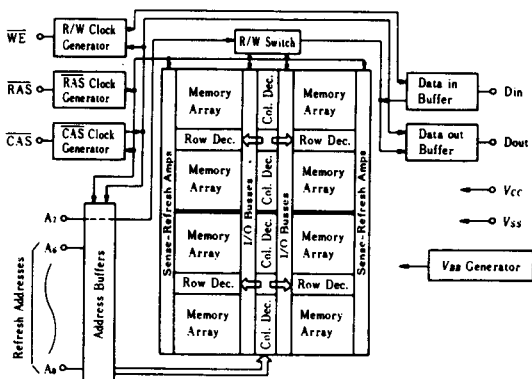 WE
R/W Clock
Generator
R/W Switch
RAS
RAS Clock
Generator
CAS
CAS Clock
Generator
Data in
Buffer
Din
Data out
Buffer
Dout
Vcc
Vss
VBB Generator
A7
A6
A0
Refresh Addresses
Address Buffers
Sense-Refresh Amps
Memory
Array
Row Dec.
Memory
Array
Memory
Array
Row Dec.
Memory
Array
I/O Busses
Col. Dec.
Col. Dec.
Col. Dec.
Col. Dec.
I/O Busses
Memory
Array
Row Dec.
Memory
Array
Memory
Array
Row Dec.
Memory
Array
Sense-Refresh Amps